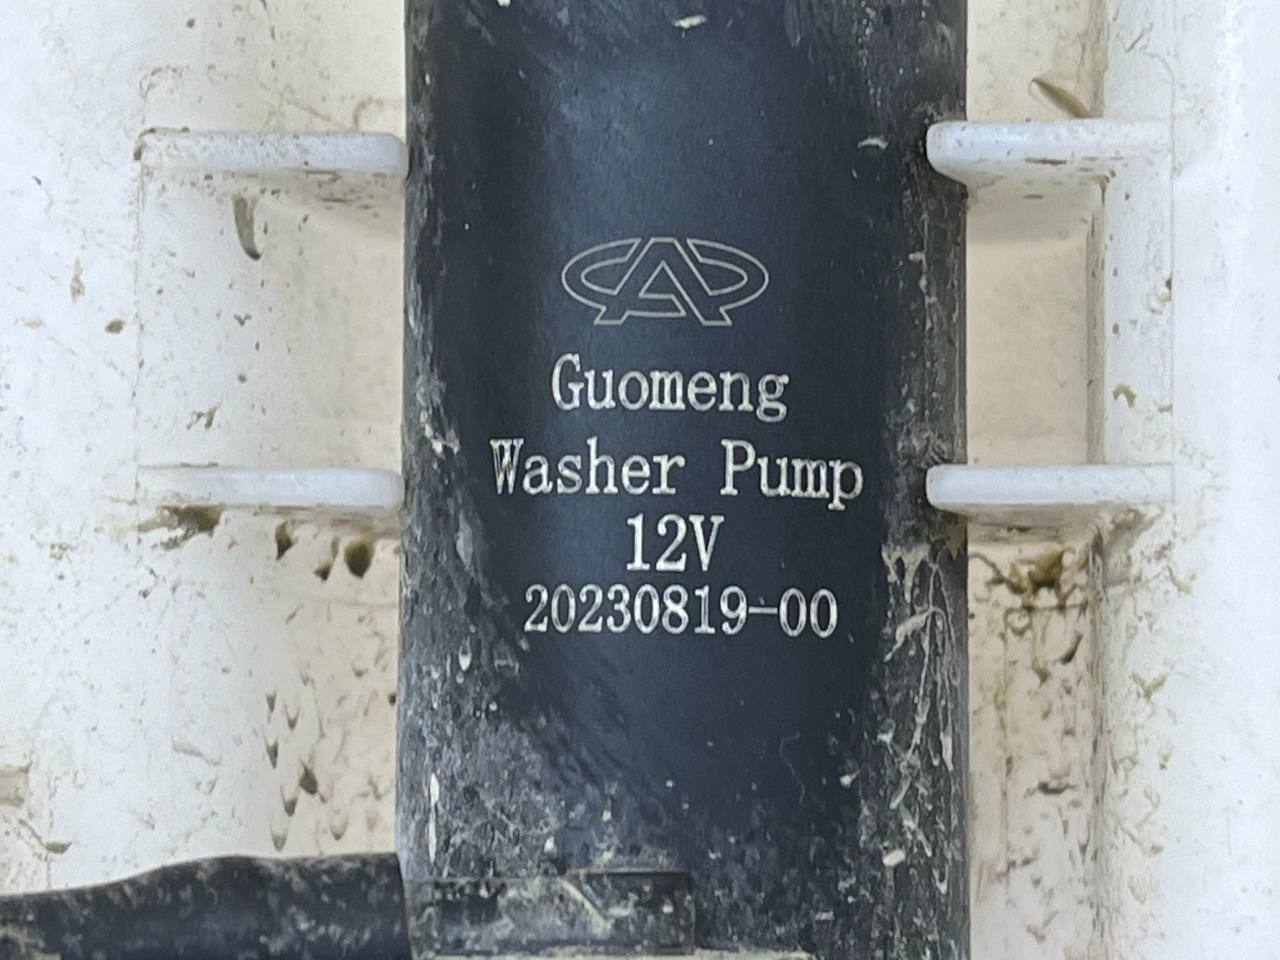 Guomeng
Washer Pump
12V
20230819-00